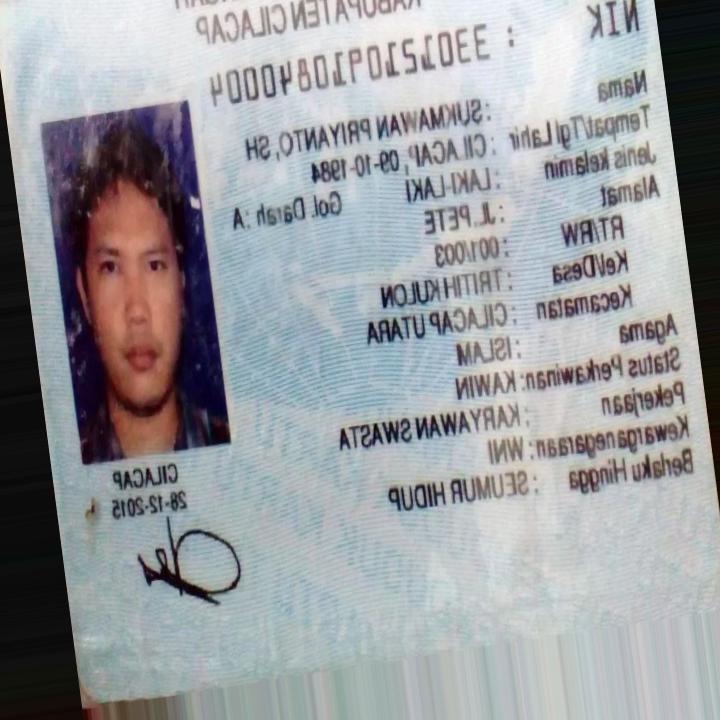 KABUPATEN CILACAP
NIK : 3301210910840004
Nama : SUKMAWAN PRIYANTO, SH
Tempat/Tgl Lahir : CILACAP, 09-10-1984
Jenis kelamin : LAKI-LAKI Gol. Darah : A
Alamat : JL. PETE
RT/RW : 001/003
Kel/Desa : TRITIH KULON
Kecamatan : CILACAP UTARA
Agama : ISLAM
Status Perkawinan: KAWIN
Pekerjaan : KARYAWAN SWASTA
Kewarganegaraan: WNI
Berlaku Hingga : SEUMUR HIDUP
CILACAP
28-12-2015